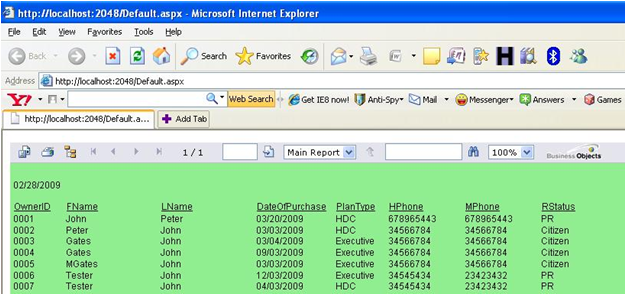 http://localhost:2048/Default.aspx - Microsoft Internet Explorer
File Edit View Favorites Tools Help
Back Search Favorites
Address http://localhost:2048/Default.aspx
Y! Web Search Get IE8 now! Anti-Spy Mail Messenger Answers Games
http://localhost:2048/Default.a... Add Tab
1 / 1 Main Report 100% Business Objects
02/28/2009
OwnerID FName LName DateOfPurchase PlanType HPhone MPhone RStatus
0001 John Peter 03/20/2009 HDC 678965443 678965443 PR
0002 Peter John 03/03/2009 HDC 34566784 34566784 Citizen
0003 Gates John 03/04/2009 Executive 34566784 34566784 Citizen
0004 Gates John 09/03/2009 Executive 34566784 34566784 Citizen
0005 MGates John 03/03/2009 Executive 34566784 34566784 Citizen
0006 Tester John 12/03/2009 Executive 34545434 23423432 PR
0007 Tester John 04/03/2009 HDC 34545434 23423432 PR